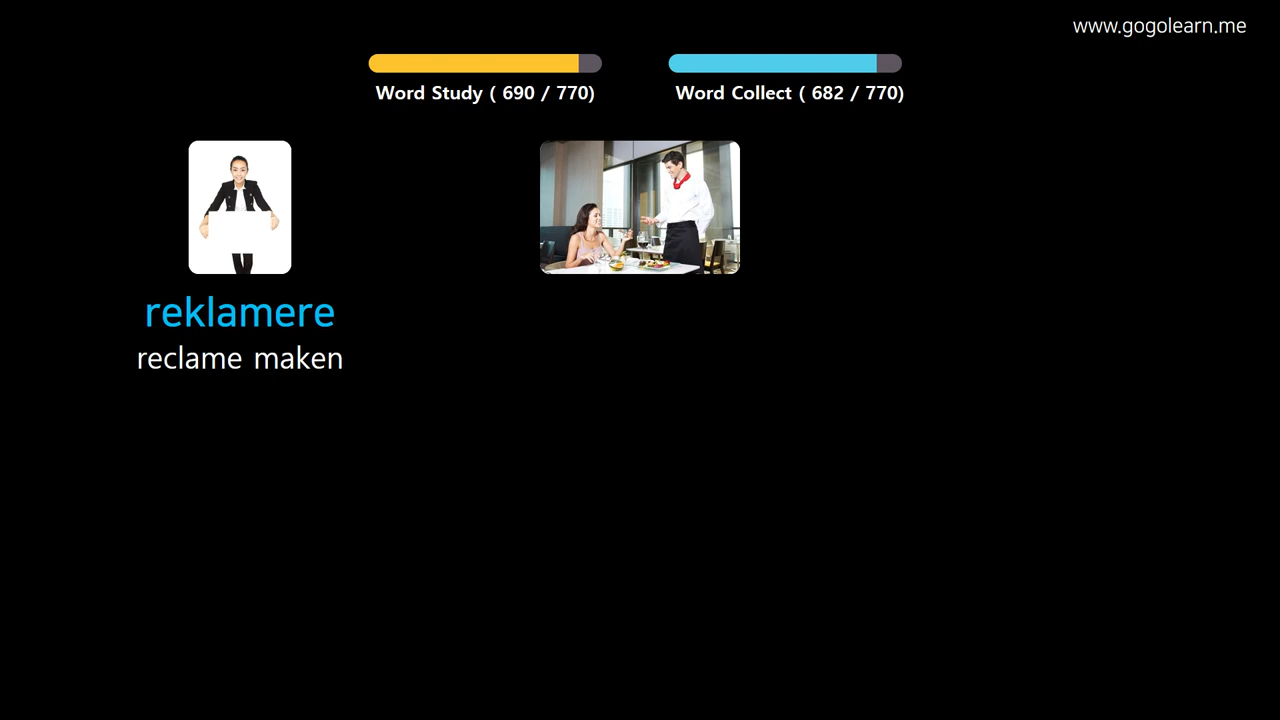 www.gogolearn.me
Word Study ( 690 / 770)
Word Collect ( 682 / 770)
reklamere
reclame maken